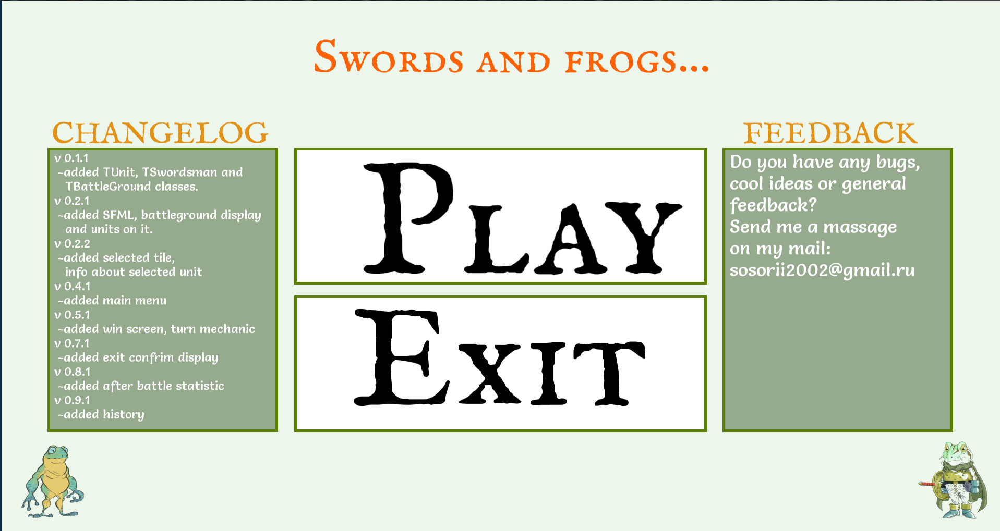 Swords and frogs...
CHANGELOG
v 0.1.1
~added TUnit, TSwordsman and
TBattleGround classes.
v 0.2.1
~added SFML, battleground display
and units on it.
v 0.2.2
~added selected tile,
info about selected unit
v 0.4.1
~added main menu
v 0.5.1
~added win screen, turn mechanic
v 0.7.1
~added exit confrim display
v 0.8.1
~added after battle statistic
v 0.9.1
~added history
Play
Exit
FEEDBACK
Do you have any bugs,
cool ideas or general
feedback?
Send me a massage
on my mail:
sosorii2002@gmail.ru